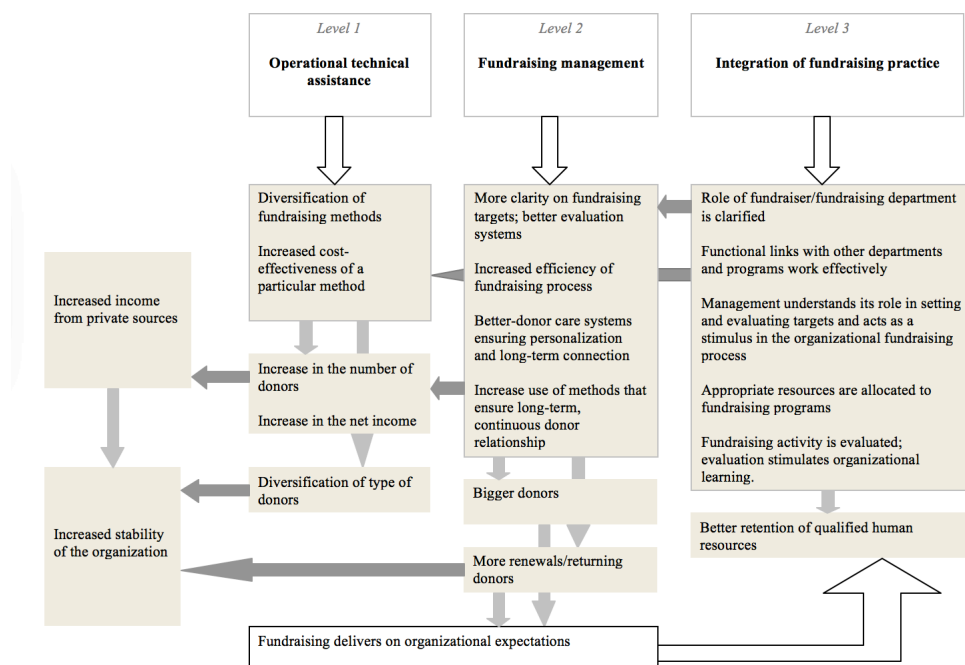 Level 1
Operational technical
assistance
Level 2
Fundraising management
Level 3
Integration of fundraising practice
Diversification of
fundraising methods
Increased cost-
effectiveness of a
particular method
More clarity on fundraising
targets; better evaluation
systems
Increased efficiency of
fundraising process
Better-donor care systems
ensuring personalization
and long-term connection
Increase use of methods that
ensure long-term,
continuous donor
relationship
Role of fundraiser/fundraising department
is clarified
Functional links with other departments
and programs work effectively
Management understands its role in setting
and evaluating targets and acts as a
stimulus in the organizational fundraising
process
Appropriate resources are allocated to
fundraising programs
Fundraising activity is evaluated;
evaluation stimulates organizational
learning.
Increased income
from private sources
Increase in the number of
donors
Increase in the net income
Diversification of type of
donors
Bigger donors
Better retention of qualified human
resources
Increased stability
of the organization
More renewals/returning
donors
Fundraising delivers on organizational expectations